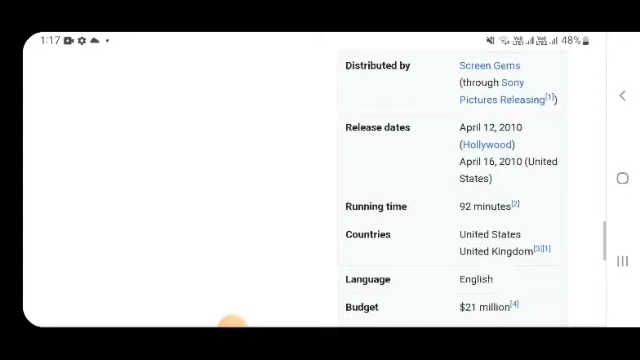 1:17 48%
Distributed by Screen Gems
(through Sony
Pictures Releasing[1])
Release dates April 12, 2010
(Hollywood)
April 16, 2010 (United
States)
Running time 92 minutes[2]
Countries United States
United Kingdom[3][1]
Language English
Budget $21 million[4]